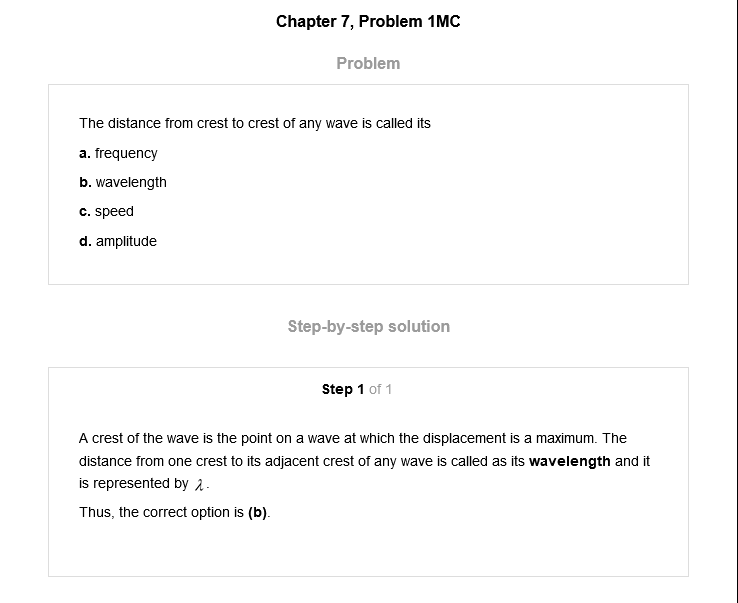 Chapter 7, Problem 1MC
Problem
The distance from crest to crest of any wave is called its
a. frequency
b. wavelength
c. speed
d. amplitude
Step-by-step solution
Step 1 of 1
A crest of the wave is the point on a wave at which the displacement is a maximum. The
distance from one crest to its adjacent crest of any wave is called as its wavelength and it
is represented by λ.
Thus, the correct option is (b).